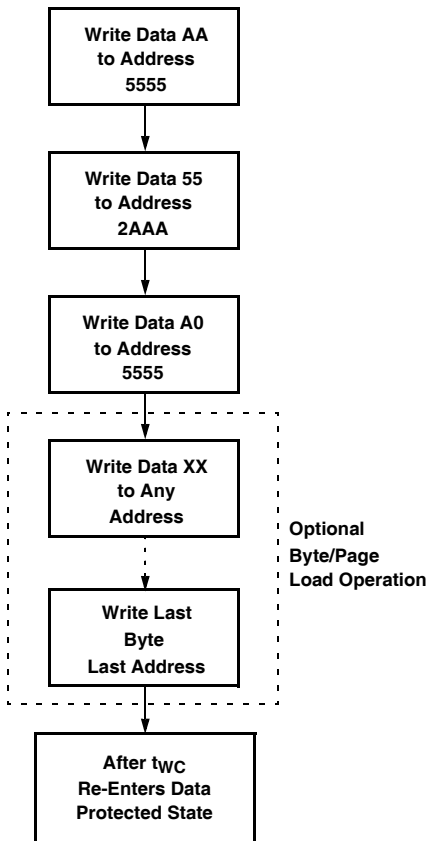 Write Data AA
to Address
5555
Write Data 55
to Address
2AAA
Write Data A0
to Address
5555
Write Data XX
to Any
Address
Optional
Byte/Page
Load Operation
Write Last
Byte
Last Address
After tWC
Re-Enters Data
Protected State